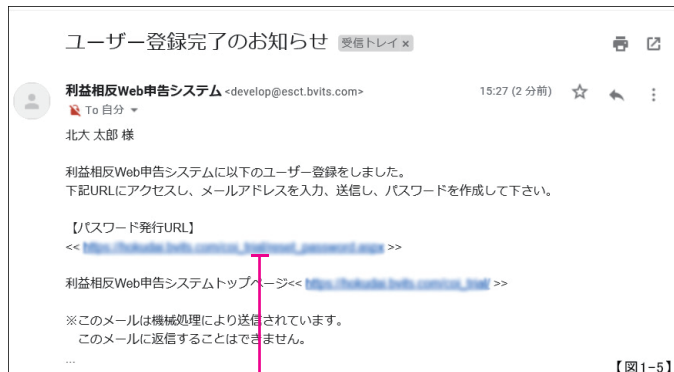 ユーザー登録完了のお知らせ 受信トレイ ×
利益相反Web申告システム <develop@esct.bvits.com> 15:27 (2 分前)
To 自分
北大 太郎 様
利益相反Web申告システムに以下のユーザー登録をしました。
下記URLにアクセスし、メールアドレスを入力、送信し、パスワードを作成して下さい。
【パスワード発行URL】
<< >>
利益相反Web申告システムトップページ<< >>
※このメールは機械処理により送信されています。
このメールに返信することはできません。
...
【図1-5】